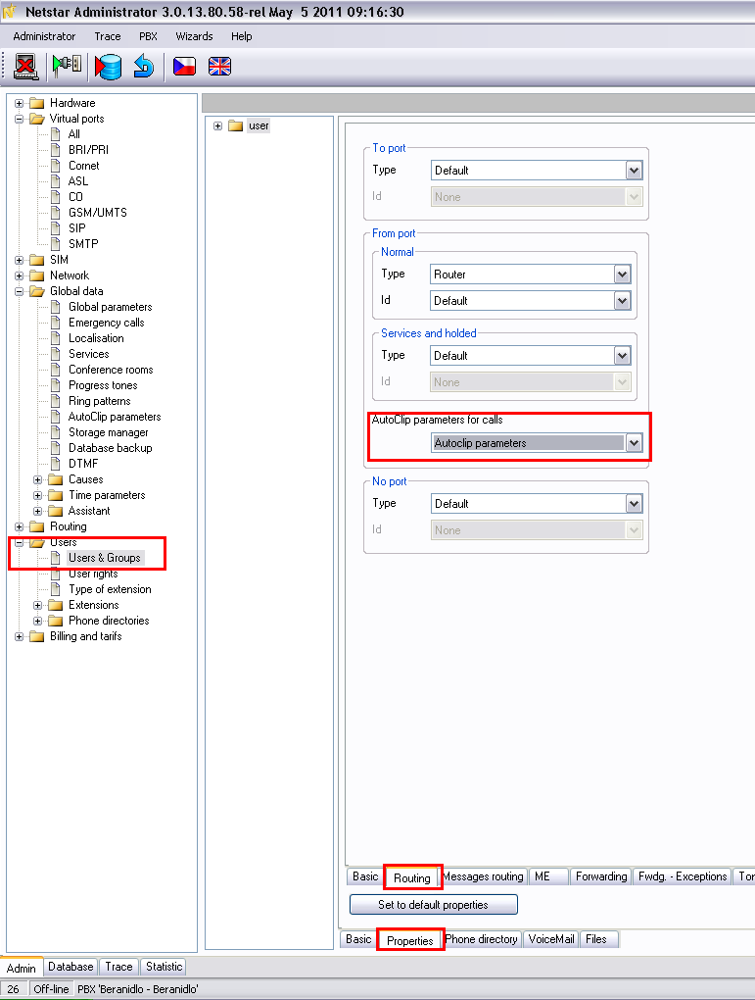 Netstar Administrator 3.0.13.80.58-rel May  5 2011 09:16:30
Administrator Trace PBX Wizards Help
Hardware
Virtual ports
All
BRI/PRI
Cornet
ASL
CO
GSM/UMTS
SIP
SMTP
SIM
Network
Global data
Global parameters
Emergency calls
Localisation
Services
Conference rooms
Progress tones
Ring patterns
AutoClip parameters
Storage manager
Database backup
DTMF
Causes
Time parameters
Assistant
Routing
Users
Users & Groups
User rights
Type of extension
Extensions
Phone directories
Billing and tarifs
user
To port
Type Default
Id None
From port
Normal
Type Router
Id Default
Services and holded
Type Default
Id None
AutoClip parameters for calls
Autoclip parameters
No port
Type Default
Id None
Basic Routing Messages routing ME Forwarding Fwdg. - Exceptions Tor
Set to default properties
Basic Properties Phone directory VoiceMail Files
Admin Database Trace Statistic
26 Off-line PBX 'Beranidlo - Beranidlo'